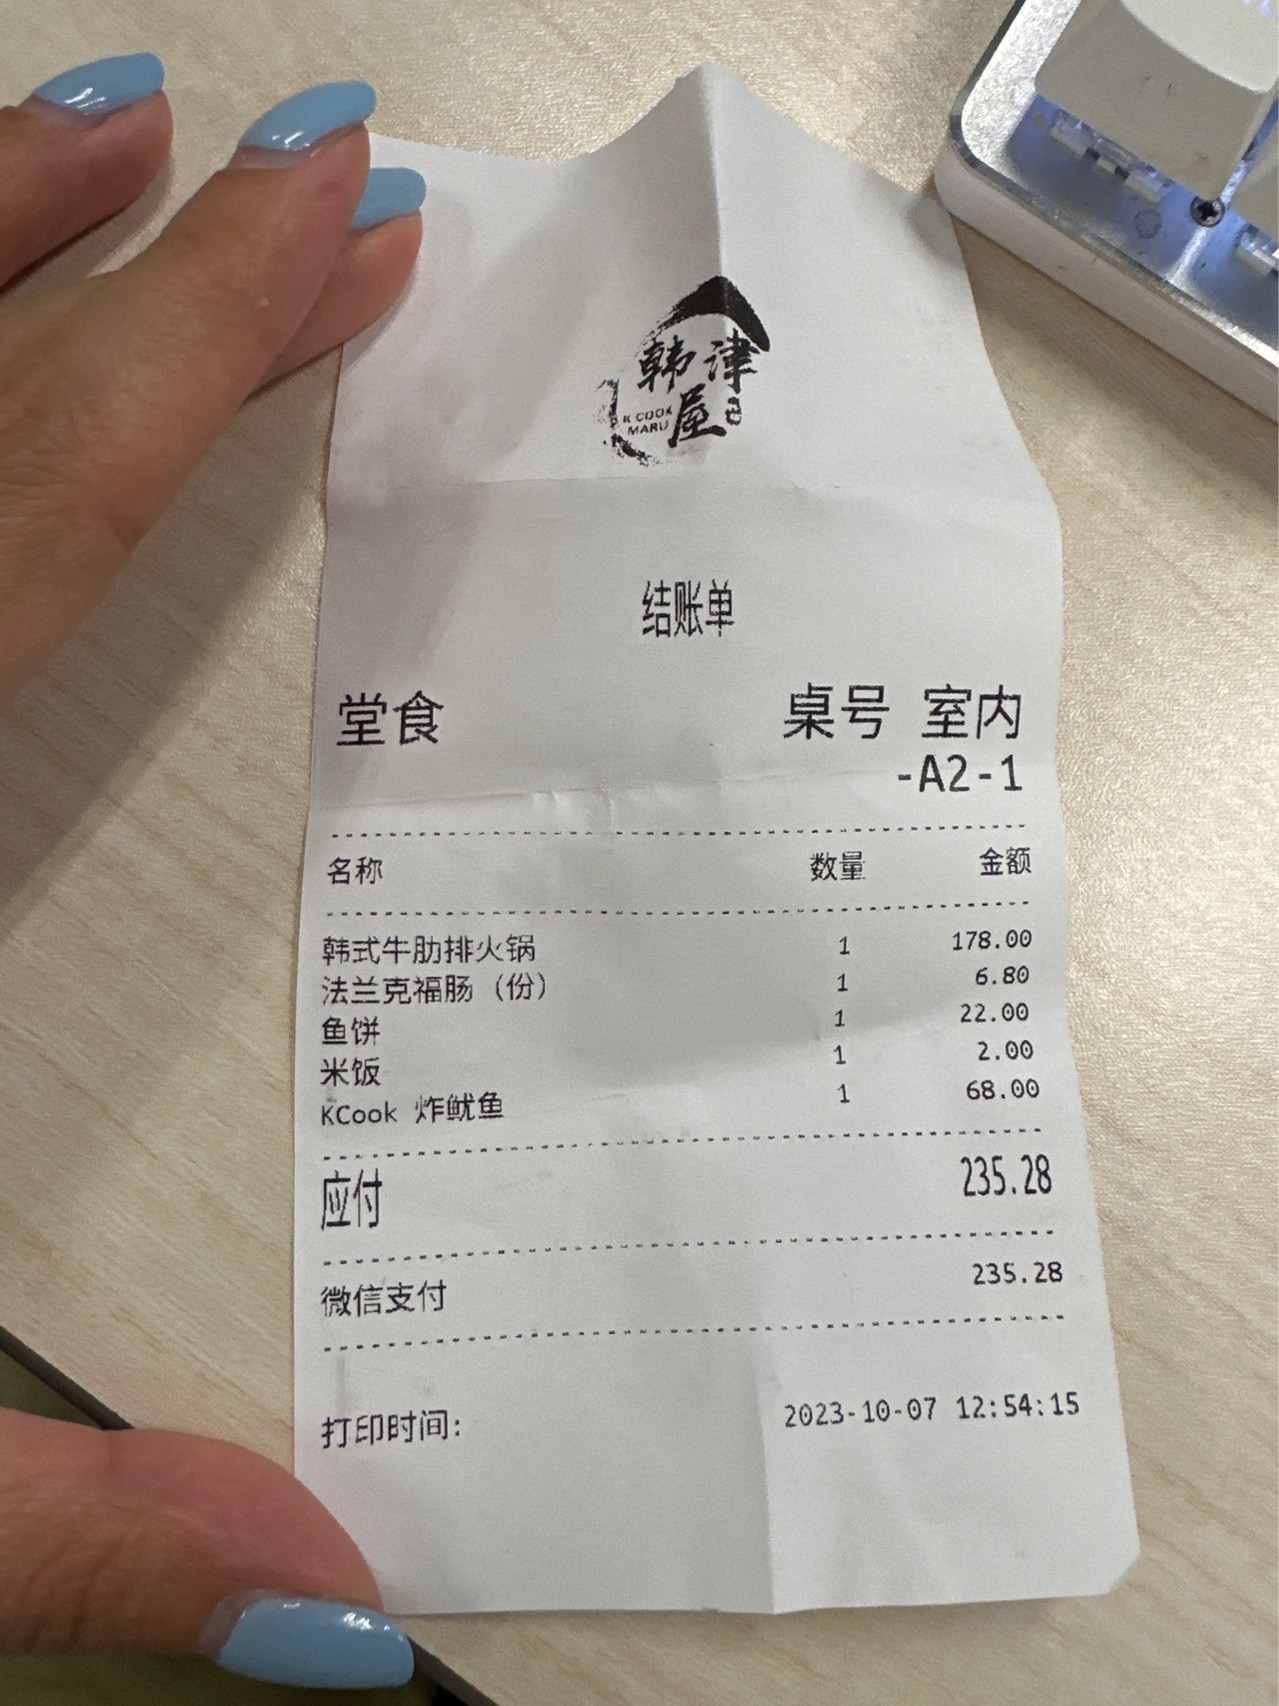 韩津
屋
K COOK
MARU
结账单
堂食 桌号 室内
-A2-1
名称 数量 金额
韩式牛肋排火锅 1 178.00
法兰克福肠 (份) 1 6.80
鱼饼 1 22.00
米饭 1 2.00
KCook 炸鱿鱼 1 68.00
应付 235.28
微信支付 235.28
打印时间: 2023-10-07 12:54:15